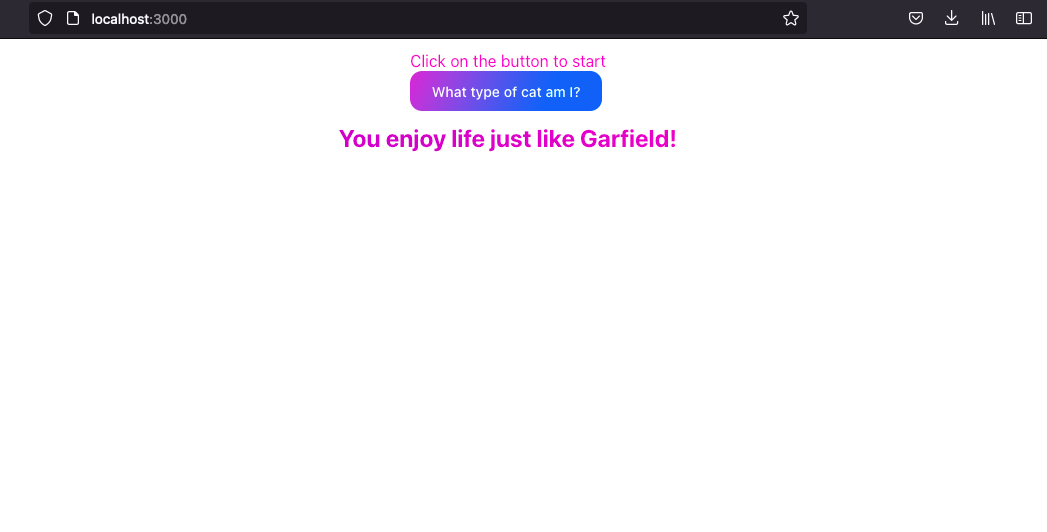 localhost:3000
Click on the button to start
What type of cat am I?
You enjoy life just like Garfield!